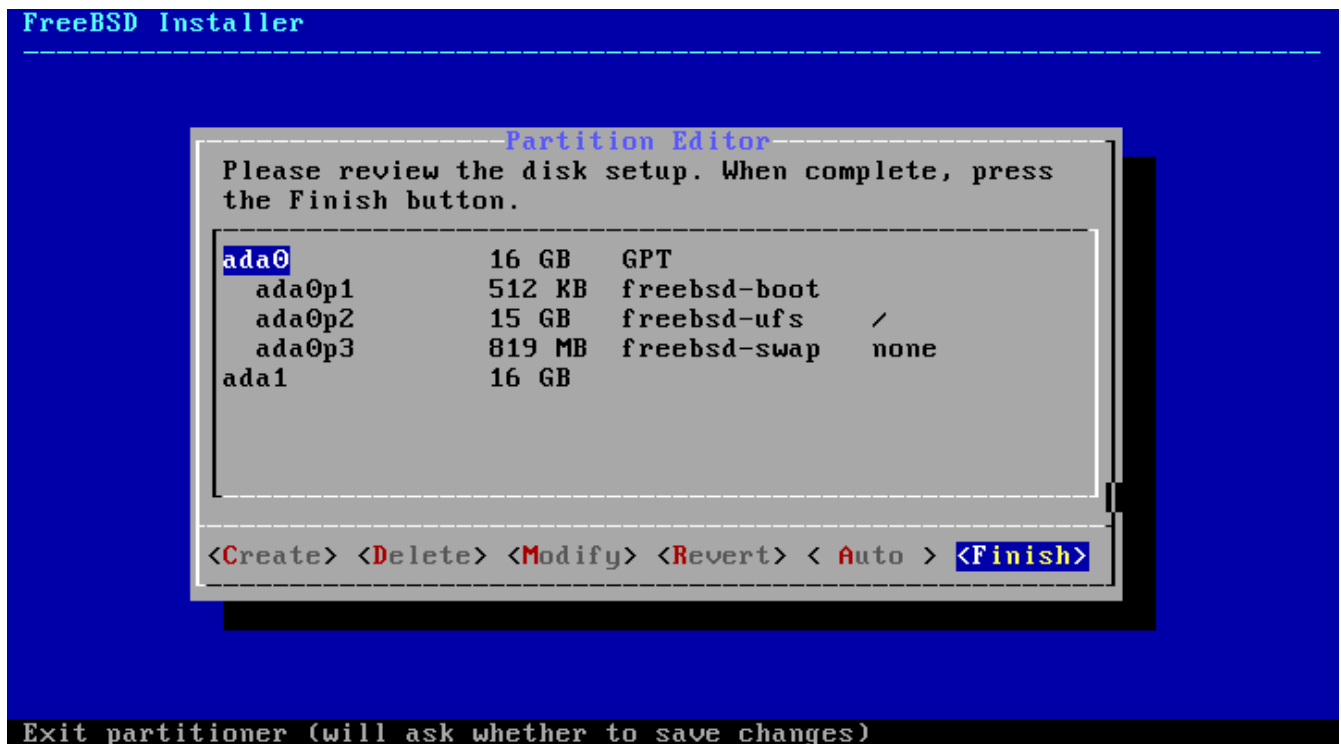 FreeBSD Installer
Partition Editor
Please review the disk setup. When complete, press
the Finish button.
ada0 16 GB GPT
ada0p1 512 KB freebsd-boot
ada0p2 15 GB freebsd-ufs /
ada0p3 819 MB freebsd-swap none
ada1 16 GB
<Create> <Delete> <Modify> <Revert> < Auto > <Finish>
Exit partitioner (will ask whether to save changes)